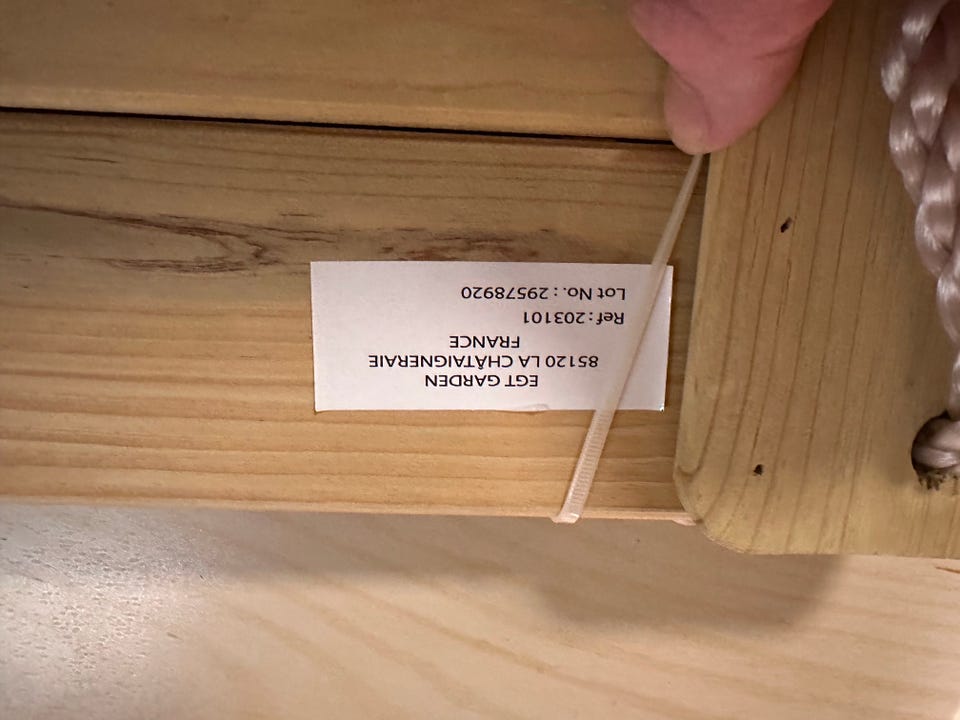 EGT GARDEN
85120 LA CHÂTAIGNERAIE
FRANCE
Ref: 203101
Lot No. : 29578920